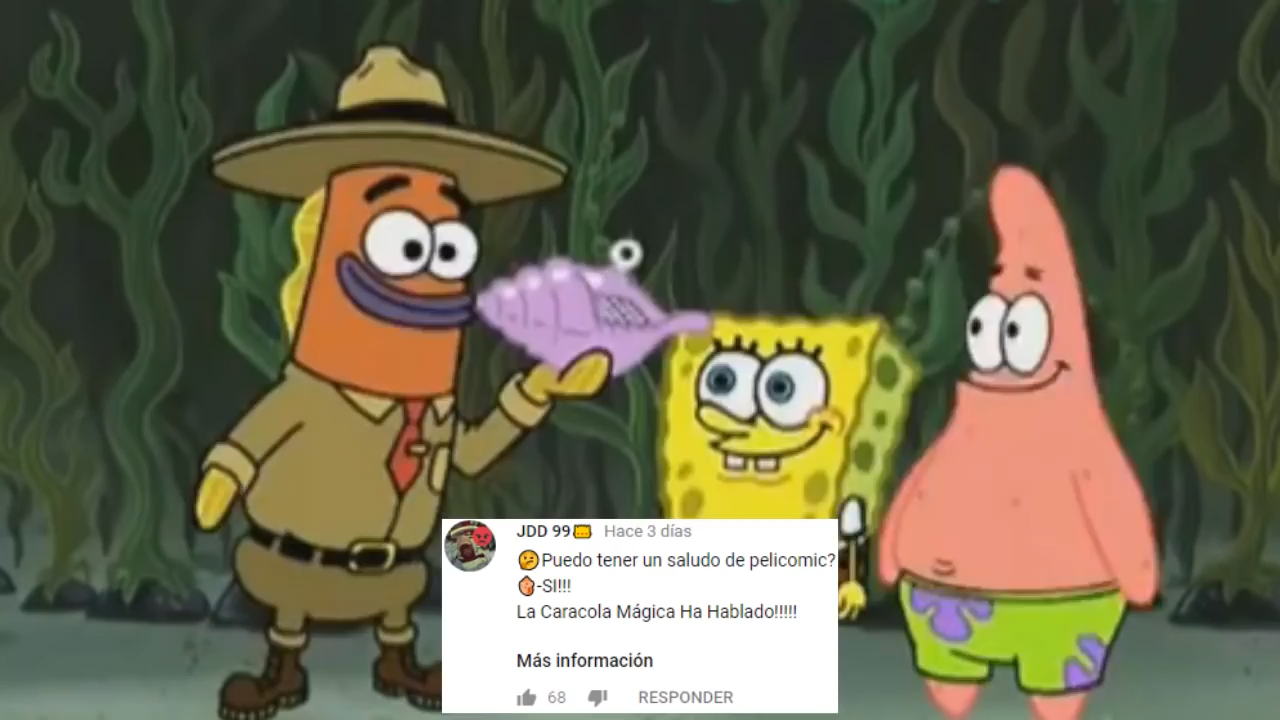 JDD 99 Hace 3 días
🤔Puedo tener un saludo de pelicomic?
🐚-SI!!!
La Caracola Mágica Ha Hablado!!!!!
Más información
68 RESPONDER